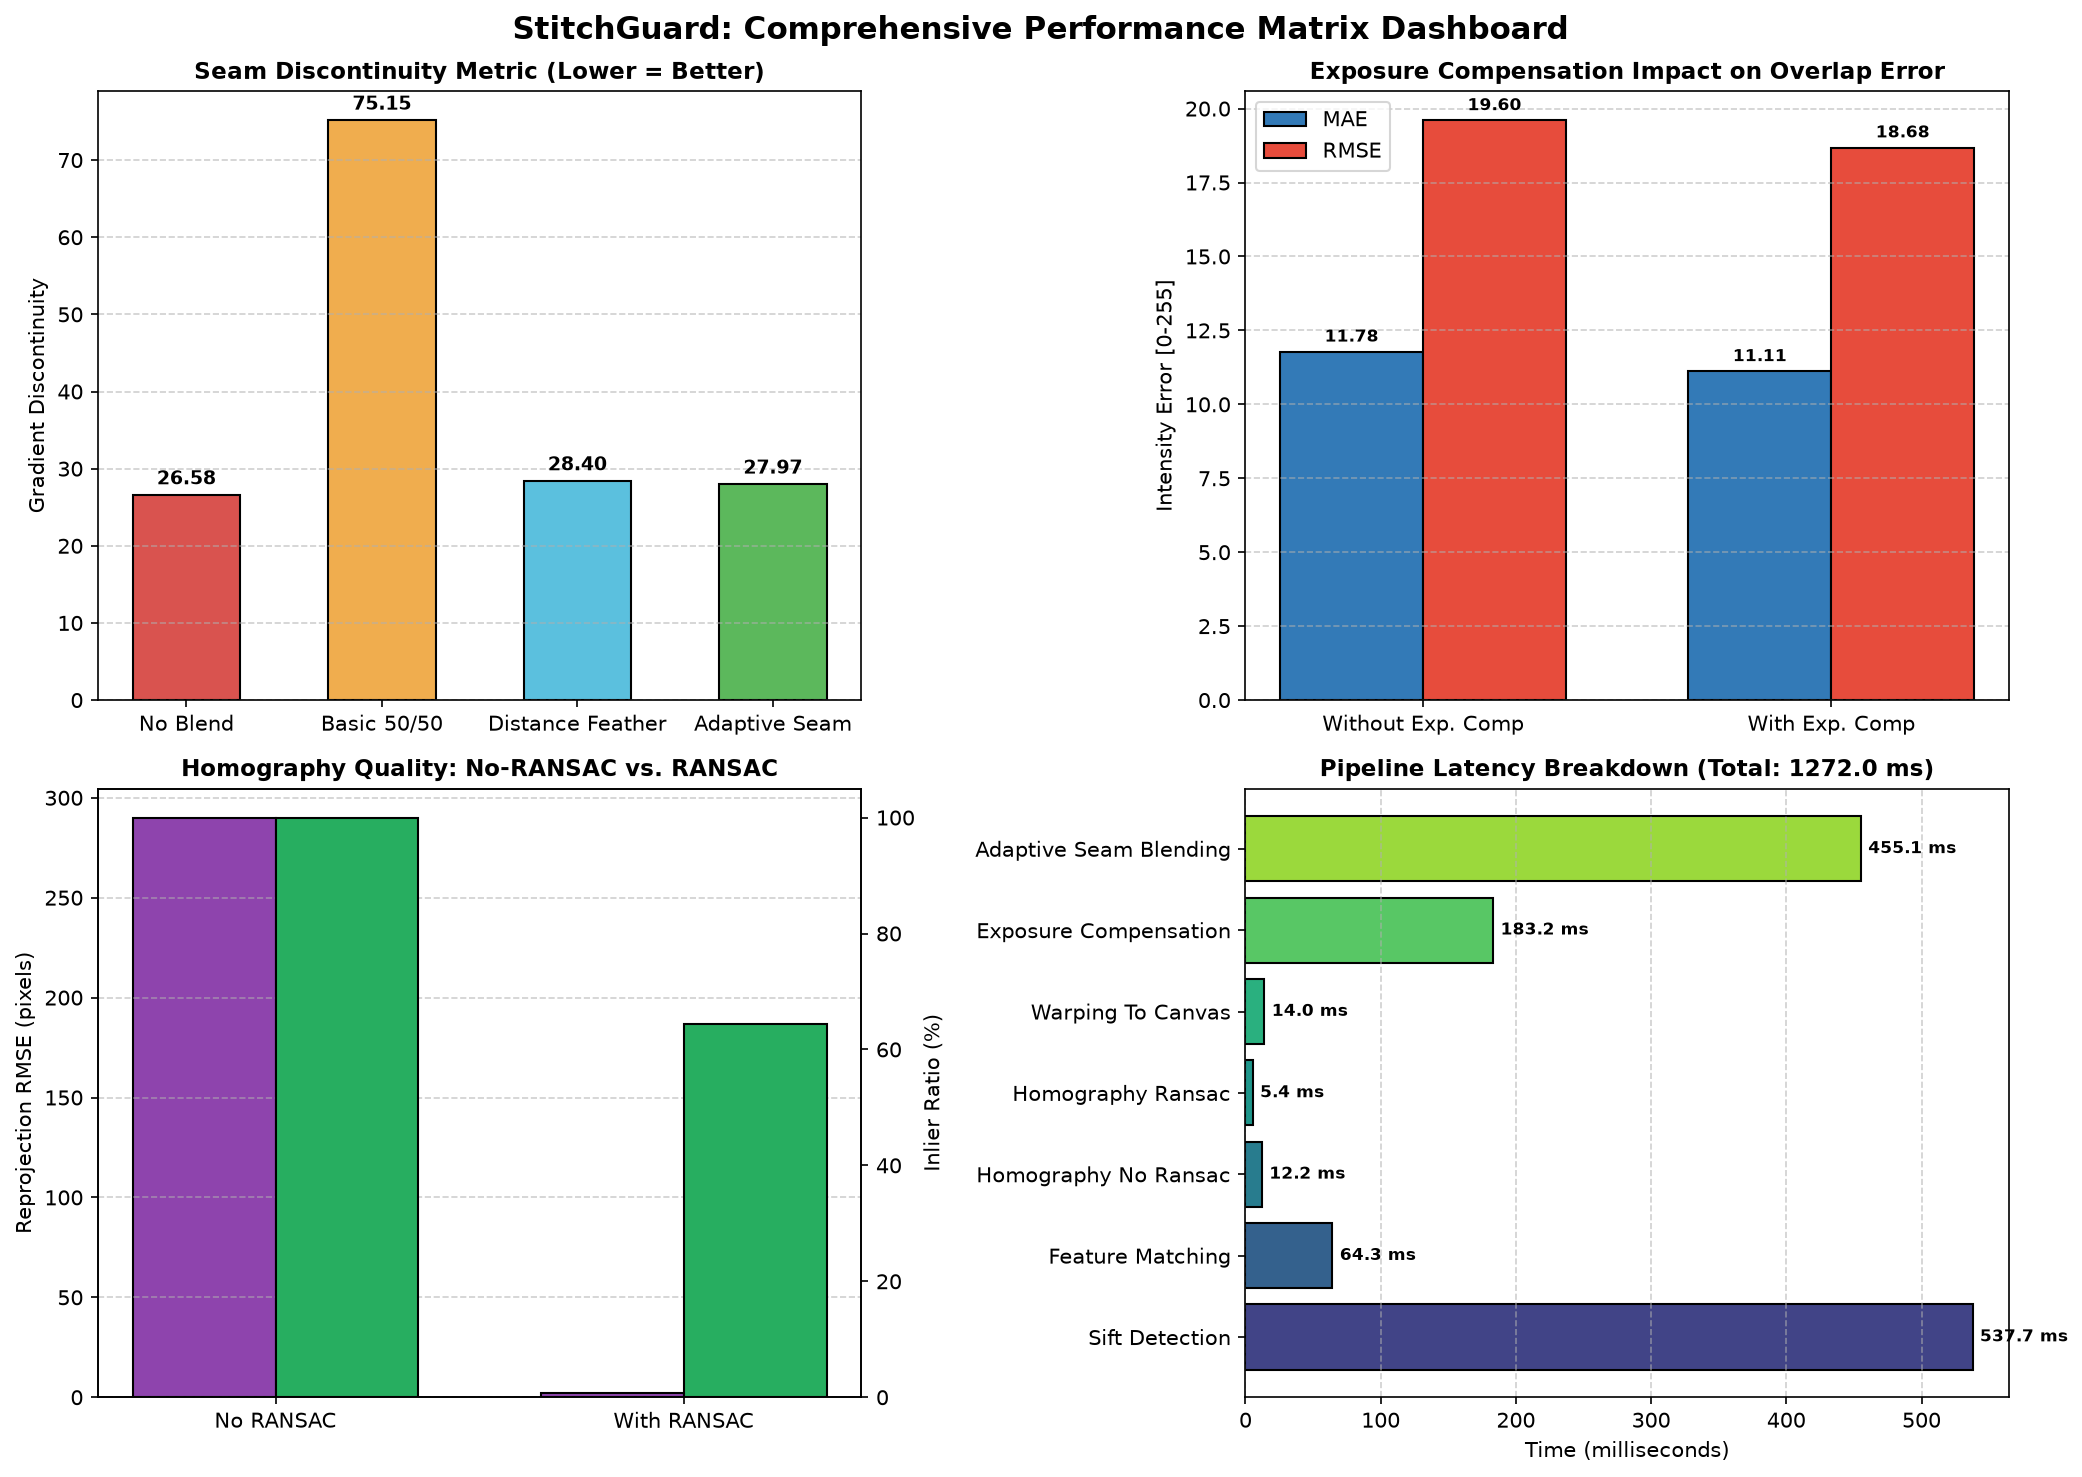 StitchGuard: Comprehensive Performance Matrix Dashboard
Seam Discontinuity Metric (Lower = Better)
Gradient Discontinuity
70
60
50
40
30
20
10
0
75.15
26.58
28.40
27.97
No Blend
Basic 50/50
Distance Feather
Adaptive Seam
Exposure Compensation Impact on Overlap Error
Intensity Error [0-255]
20.0
17.5
15.0
12.5
10.0
7.5
5.0
2.5
0.0
MAE
RMSE
19.60
18.68
11.78
11.11
Without Exp. Comp
With Exp. Comp
Homography Quality: No-RANSAC vs. RANSAC
Reprojection RMSE (pixels)
300
250
200
150
100
50
0
No RANSAC
With RANSAC
100
80
60
40
20
0
Inlier Ratio (%)
Pipeline Latency Breakdown (Total: 1272.0 ms)
Adaptive Seam Blending
455.1 ms
Exposure Compensation
183.2 ms
Warping To Canvas
14.0 ms
Homography Ransac
5.4 ms
Homography No Ransac
12.2 ms
Feature Matching
64.3 ms
Sift Detection
537.7 ms
0
100
200
300
400
500
Time (milliseconds)